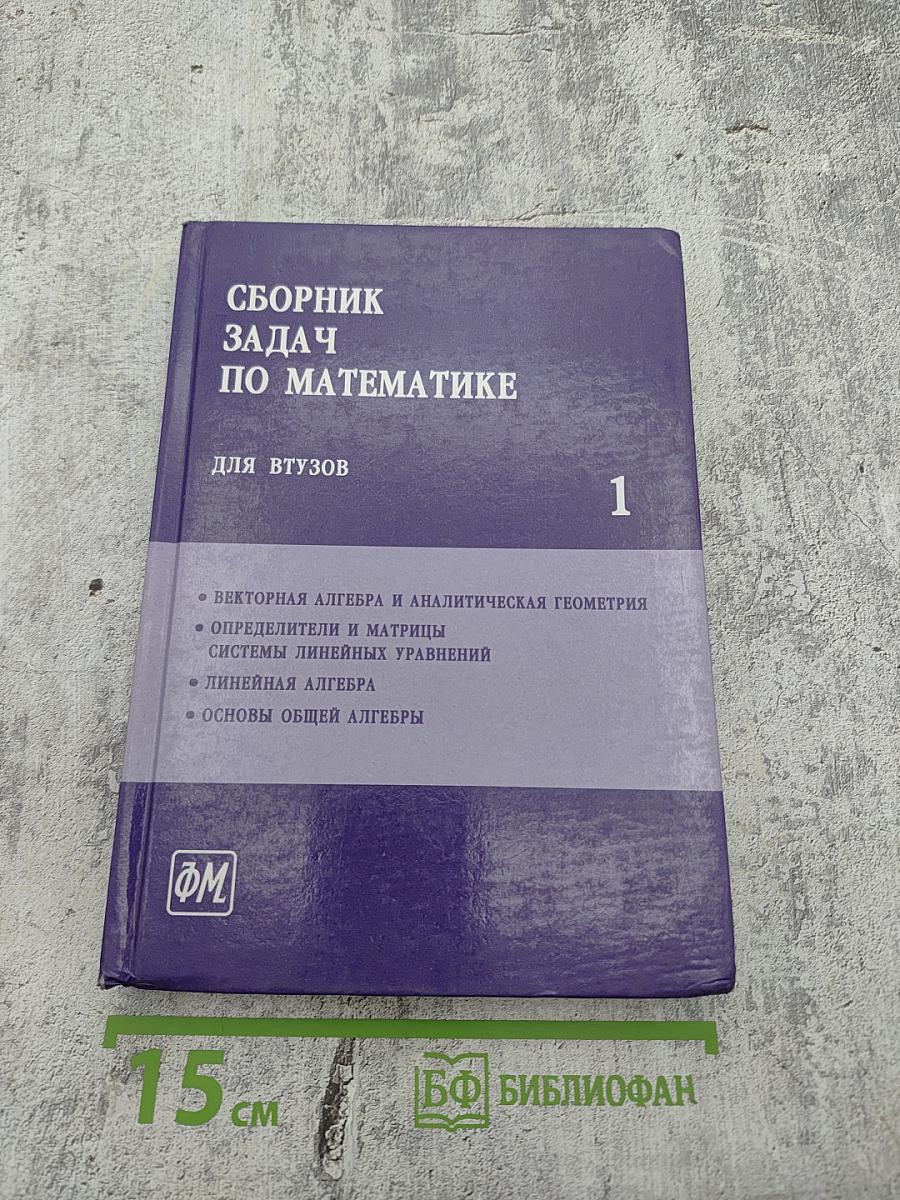 СБОРНИК
ЗАДАЧ
ПО МАТЕМАТИКЕ
ДЛЯ ВТУЗОВ
1
• ВЕКТОРНАЯ АЛГЕБРА И АНАЛИТИЧЕСКАЯ ГЕОМЕТРИЯ
• ОПРЕДЕЛИТЕЛИ И МАТРИЦЫ
СИСТЕМЫ ЛИНЕЙНЫХ УРАВНЕНИЙ
• ЛИНЕЙНАЯ АЛГЕБРА
• ОСНОВЫ ОБЩЕЙ АЛГЕБРЫ
ФМЛ
15 см
БФ БИБЛИОФАН